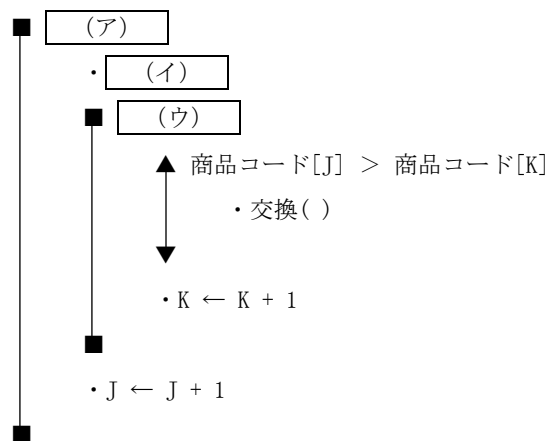 (ア)
・ (イ)
(ウ)
商品コード[J] > 商品コード[K]
・交換( )
・K ← K + 1
・J ← J + 1